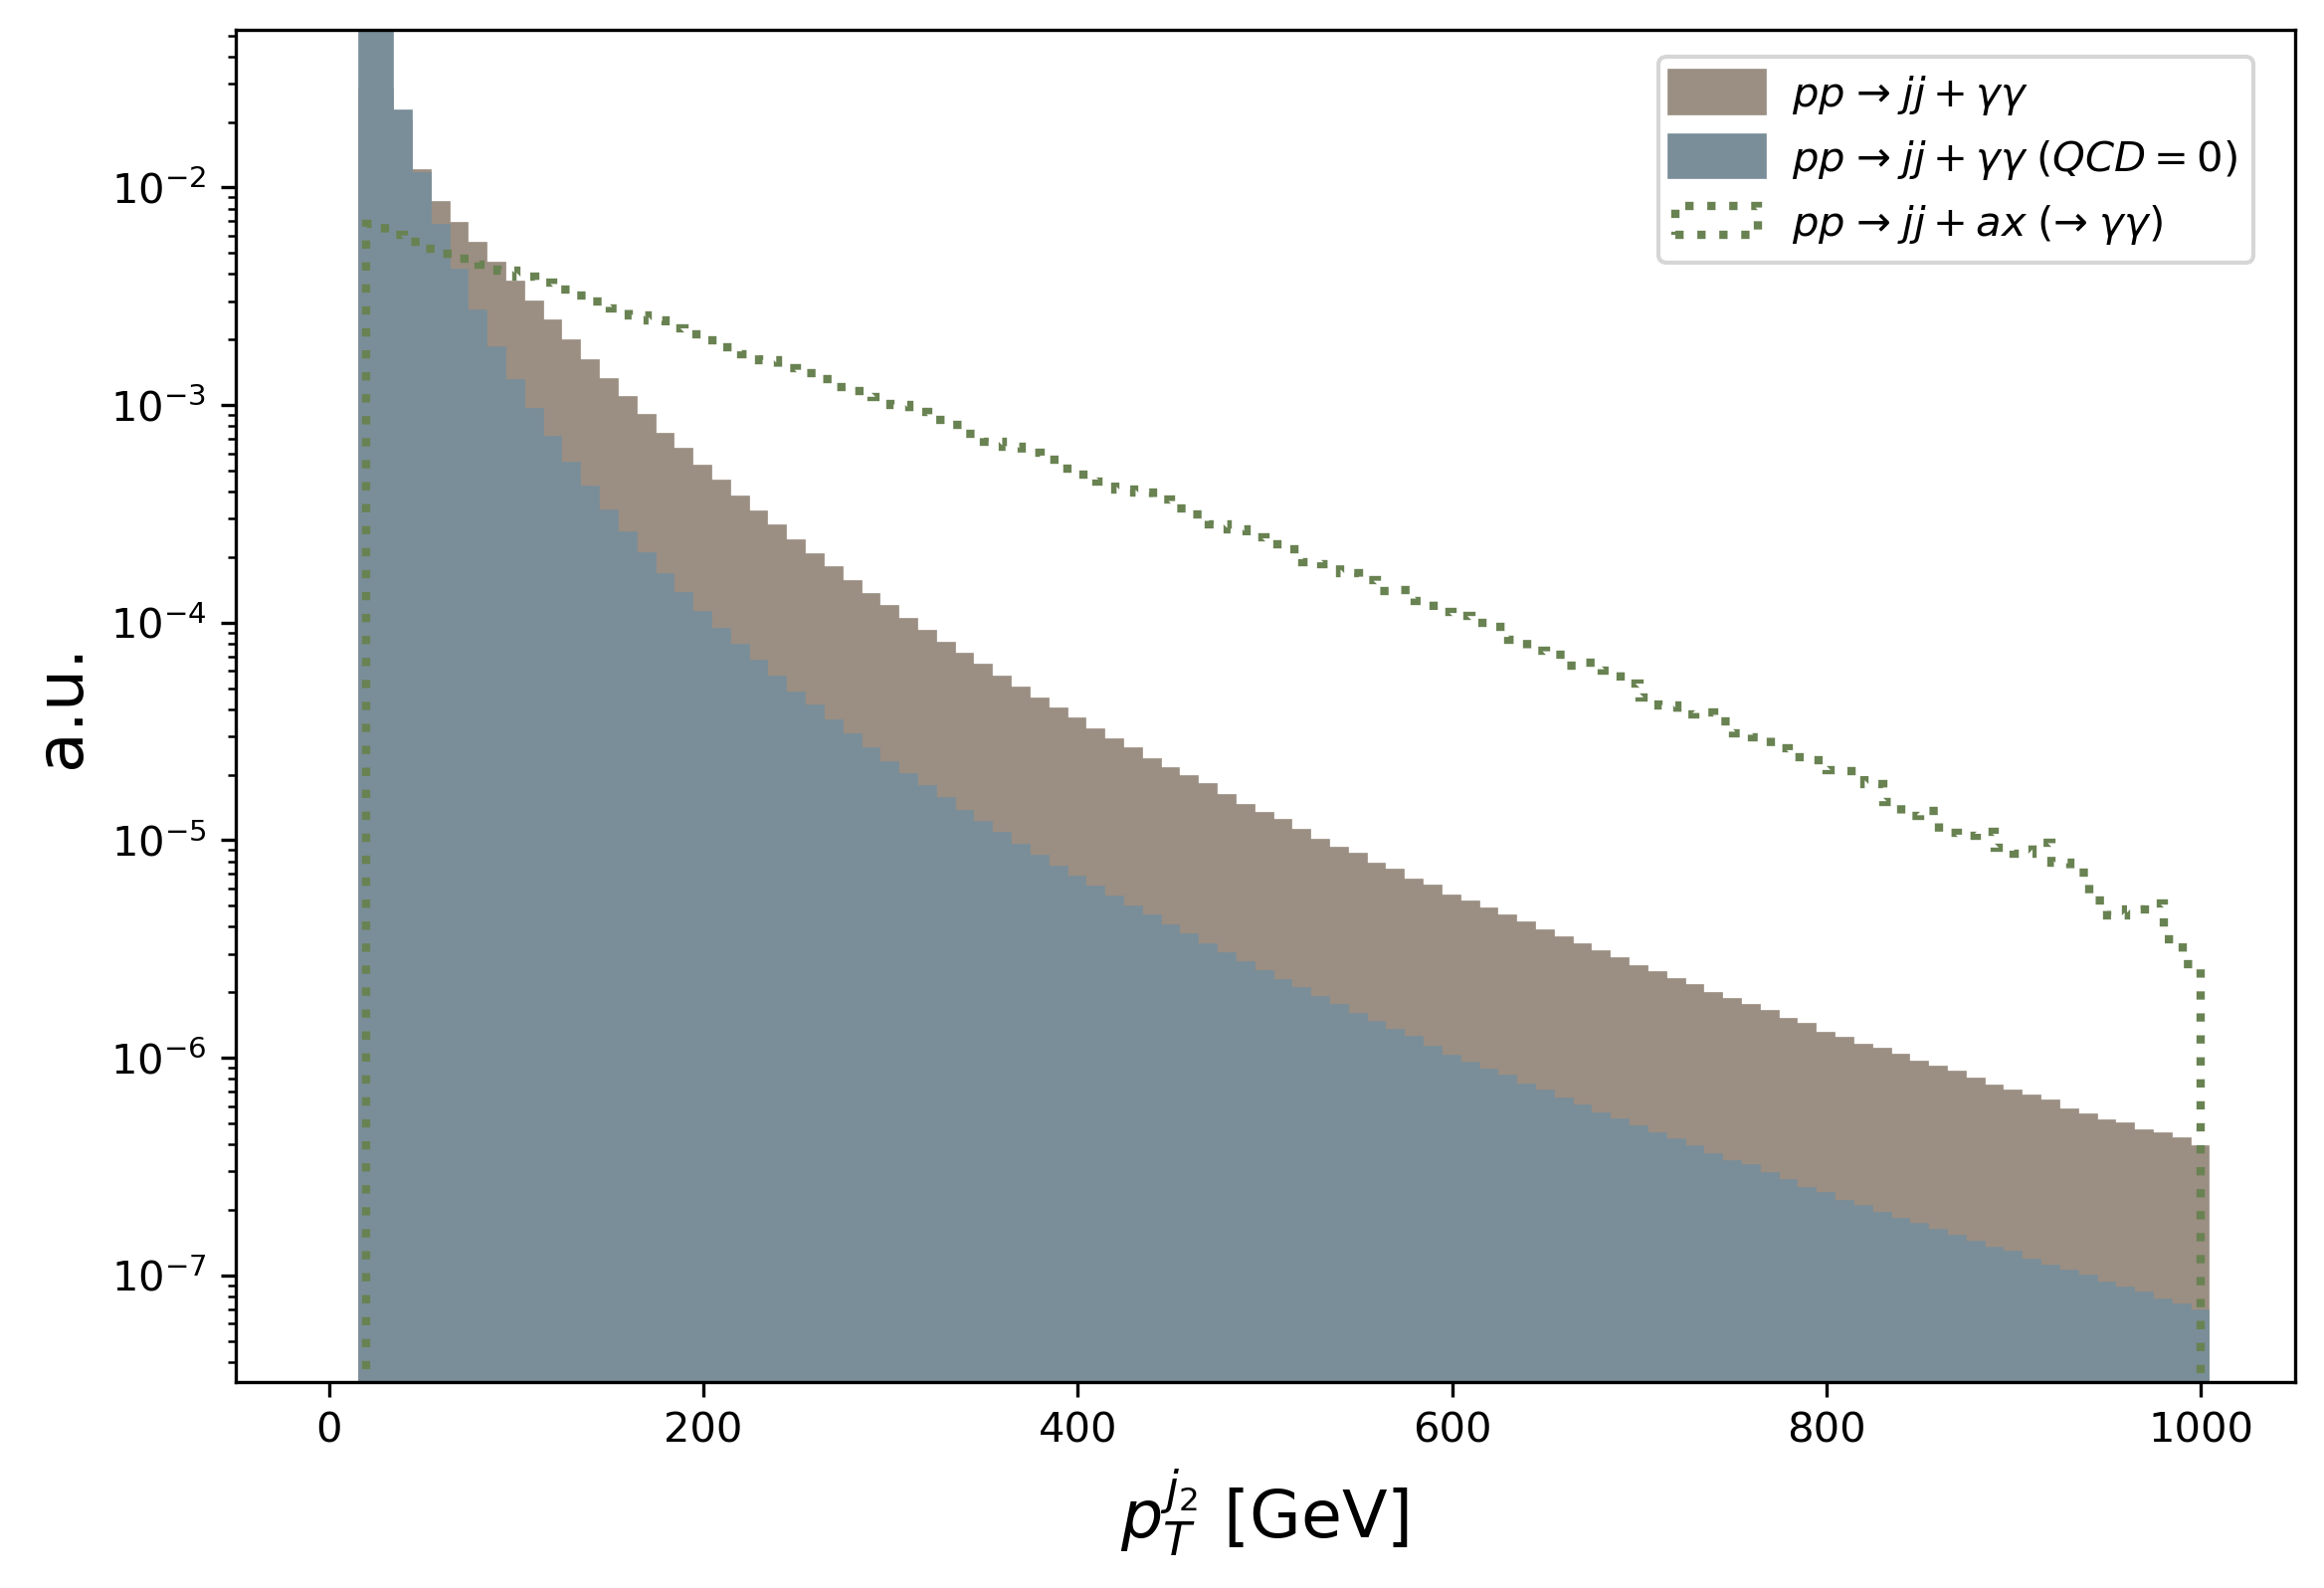 pp → jj + γγ
pp → jj + γγ (QCD = 0)
pp → jj + ax (→ γγ)
a.u.
10⁻²
10⁻³
10⁻⁴
10⁻⁵
10⁻⁶
10⁻⁷
0 200 400 600 800 1000
p_T^{j_2} [GeV]